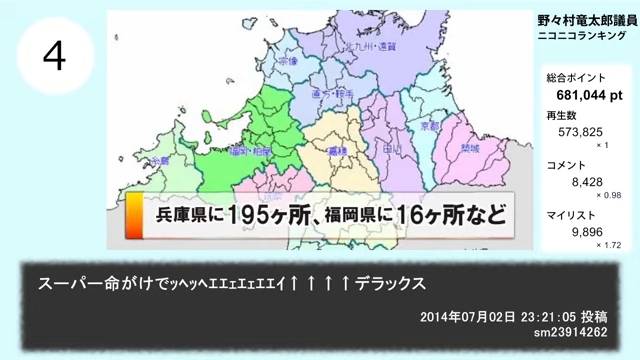 4
野々村竜太郎議員
ニコニコランキング
総合ポイント
681,044 pt
再生数
573,825
× 1
コメント
8,428
× 0.98
マイリスト
9,896
× 1.72
北九州・遠賀
宗像
直方・鞍手
京都
福岡・粕屋
嘉穂
田川
築城
糸島
兵庫県に195ヶ所、福岡県に16ヶ所など
スーパー命がけでｯﾍｯﾍｴｴｪｴｪｴｴイ↑↑↑↑デラックス
2014年07月02日 23:21:05 投稿
sm23914262